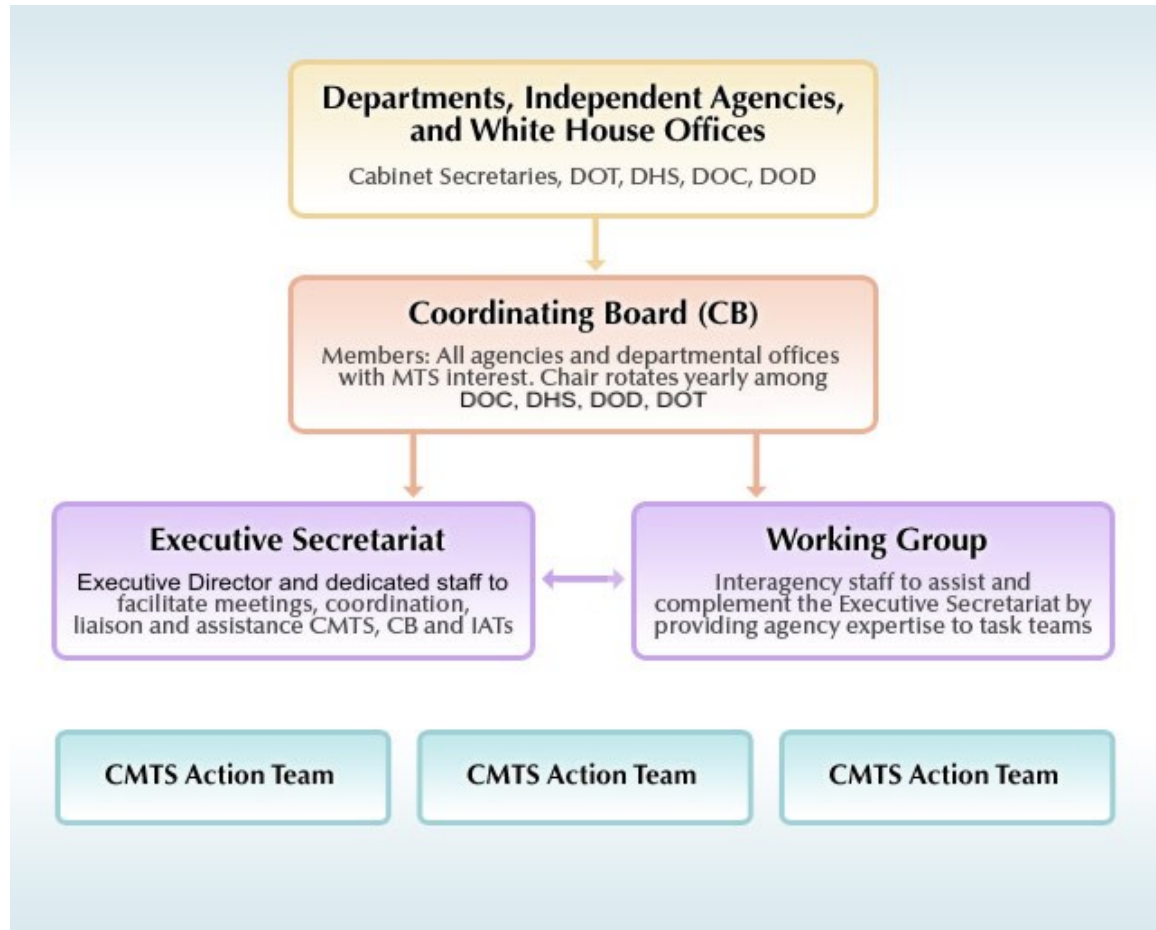 Departments, Independent Agencies,
and White House Offices
Cabinet Secretaries, DOT, DHS, DOC, DOD
Coordinating Board (CB)
Members: All agencies and departmental offices
with MTS interest. Chair rotates yearly among
DOC, DHS, DOD, DOT
Executive Secretariat
Executive Director and dedicated staff to
facilitate meetings, coordination,
liaison and assistance CMTS, CB and IATs
Working Group
Interagency staff to assist and
complement the Executive Secretariat by
providing agency expertise to task teams
CMTS Action Team
CMTS Action Team
CMTS Action Team